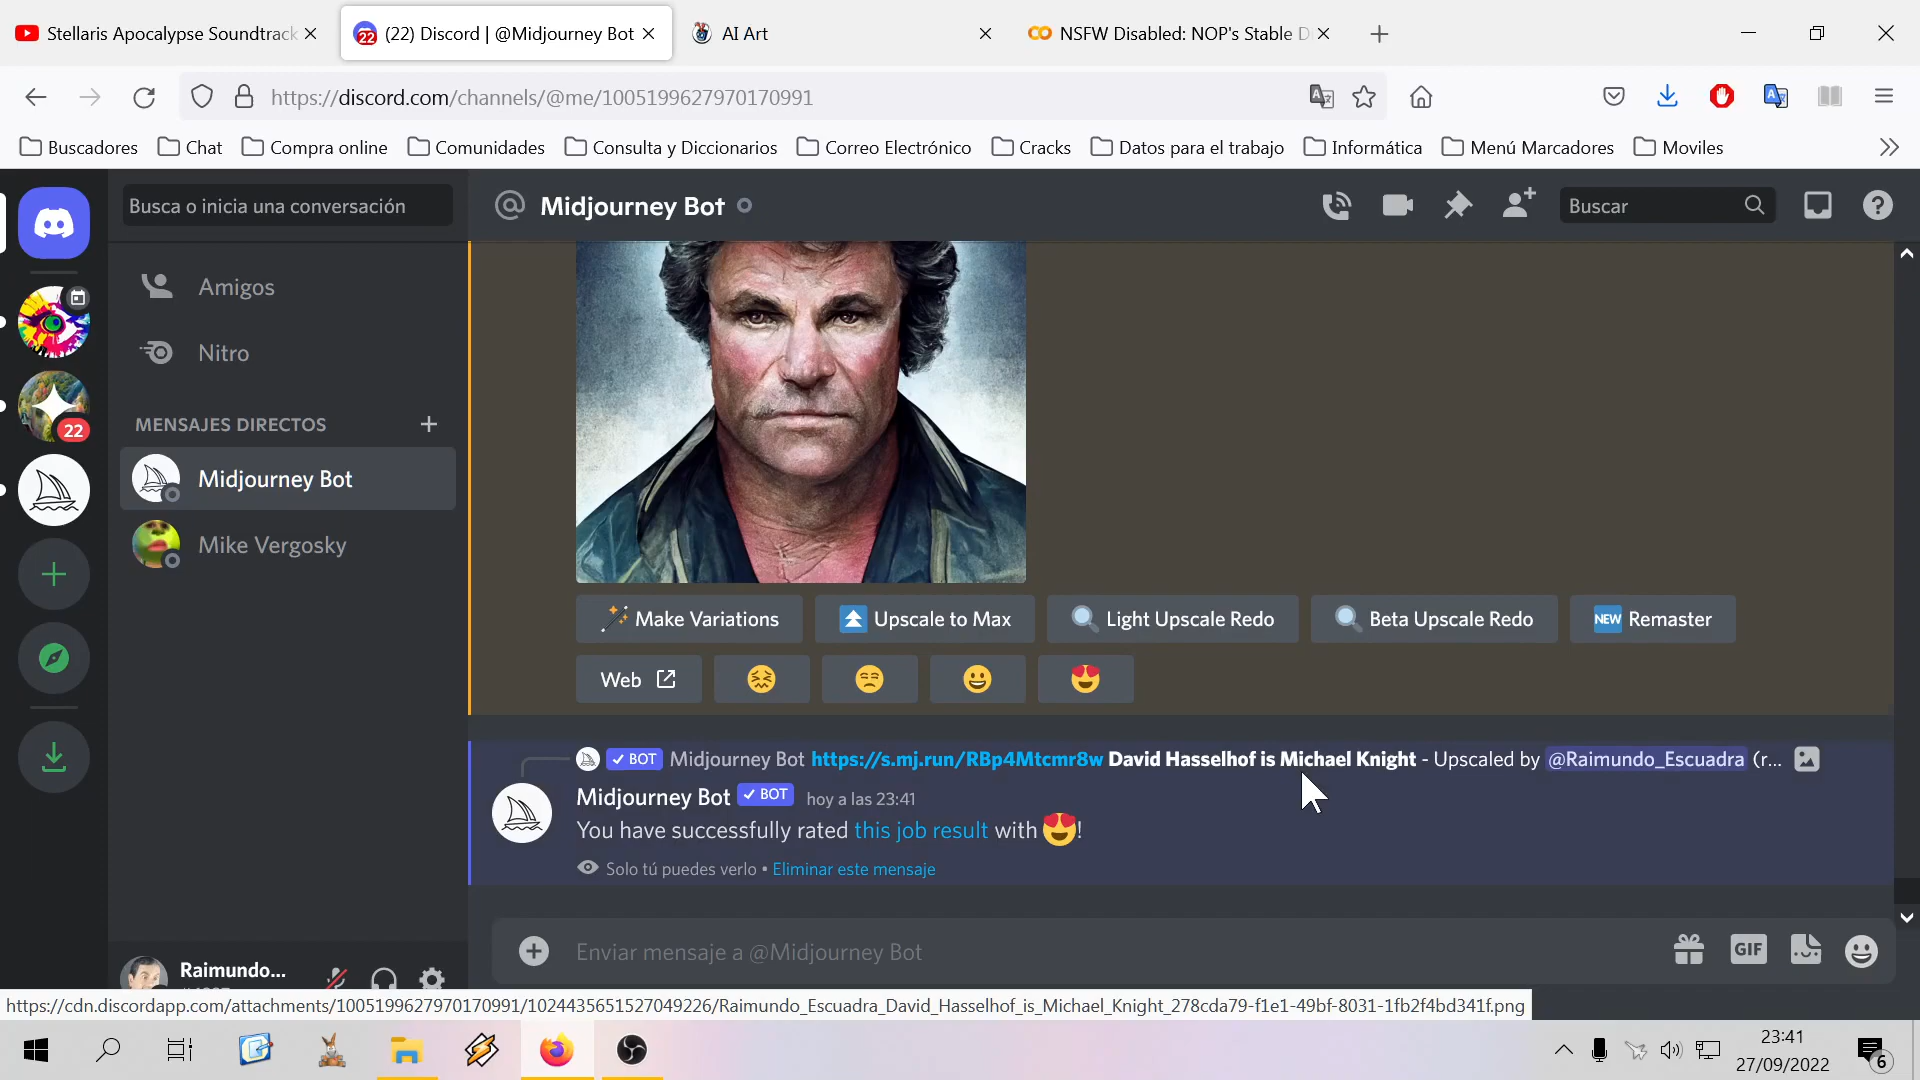 Stellaris Apocalypse Soundtrack
(22) Discord | @Midjourney Bot
AI Art
NSFW Disabled: NOP's Stable D
https://discord.com/channels/@me/1005199627970170991
Buscadores
Chat
Compra online
Comunidades
Consulta y Diccionarios
Correo Electrónico
Cracks
Datos para el trabajo
Informática
Menú Marcadores
Moviles
Busca o inicia una conversación
Midjourney Bot
Buscar
Amigos
Nitro
MENSAJES DIRECTOS
Midjourney Bot
Mike Vergosky
22
Make Variations
Upscale to Max
Light Upscale Redo
Beta Upscale Redo
NEW Remaster
Web
BOT Midjourney Bot https://s.mj.run/RBp4Mtcmr8w David Hasselhof is Michael Knight - Upscaled by @Raimundo_Escuadra (r...
Midjourney Bot BOT hoy a las 23:41
You have successfully rated this job result with 😍!
Solo tú puedes verlo • Eliminar este mensaje
Enviar mensaje a @Midjourney Bot
GIF
Raimundo...
https://cdn.discordapp.com/attachments/1005199627970170991/1024435651527049226/Raimundo_Escuadra_David_Hasselhof_is_Michael_Knight_278cda79-f1e1-49bf-8031-1fb2f4bd341f.png
23:41
27/09/2022
6